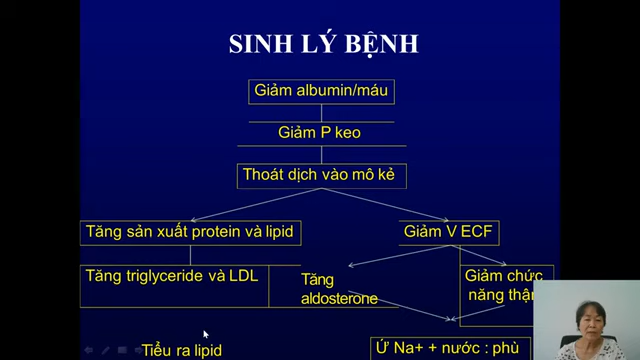 SINH LÝ BỆNH
Giảm albumin/máu
Giảm P keo
Thoát dịch vào mô kẻ
Tăng sản xuất protein và lipid
Giảm V ECF
Tăng triglyceride và LDL
Tăng
aldosterone
Giảm chức
năng thận
Tiểu ra lipid
Ứ Na+ + nước : phù